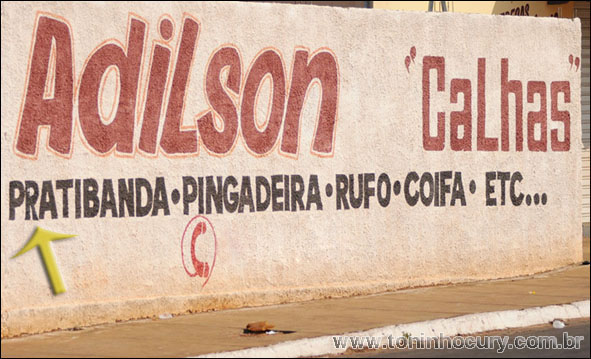 Adilson "Calhas"
PRATIBANDA • PINGADEIRA • RUFO • COIFA • ETC...
www.toninhocury.com.br